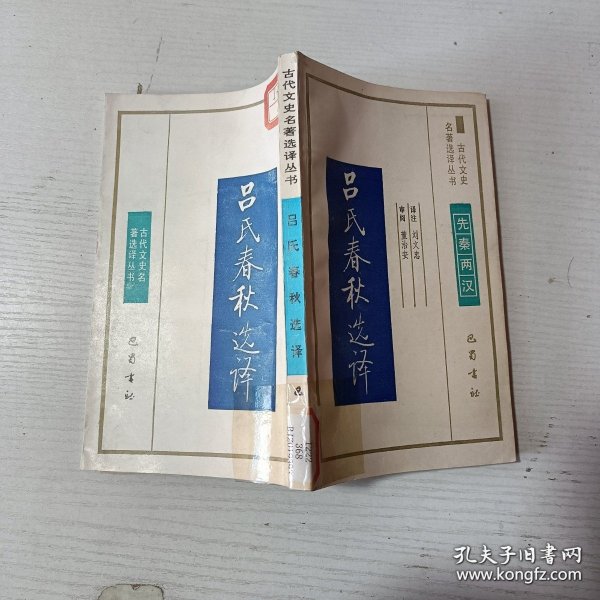 古代文史
名著选译丛书
先秦两汉
译注 刘文忠
审阅 董治安
吕氏春秋选译
巴蜀书社
古代文史名著选译丛书
吕氏春秋选译
巴
1222
368
吕氏春秋选译
古代文史名
著选译丛书
巴蜀书社
孔夫子旧书网
www.kongfz.com